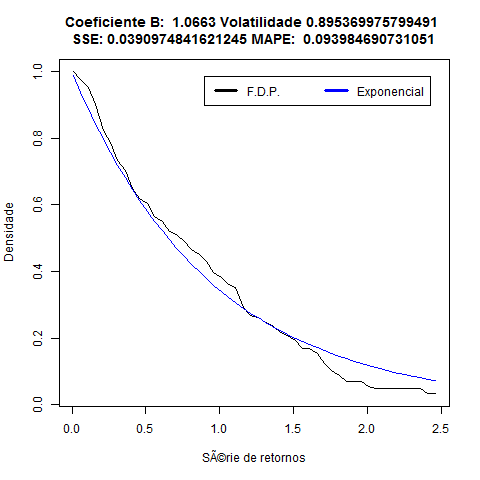 Coeficiente B:  1.0663 Volatilidade 0.895369975799491
SSE: 0.0390974841621245 MAPE:  0.093984690731051
F.D.P.
Exponencial
Densidade
1.0
0.8
0.6
0.4
0.2
0.0
0.0
0.5
1.0
1.5
2.0
2.5
SÃ©rie de retornos